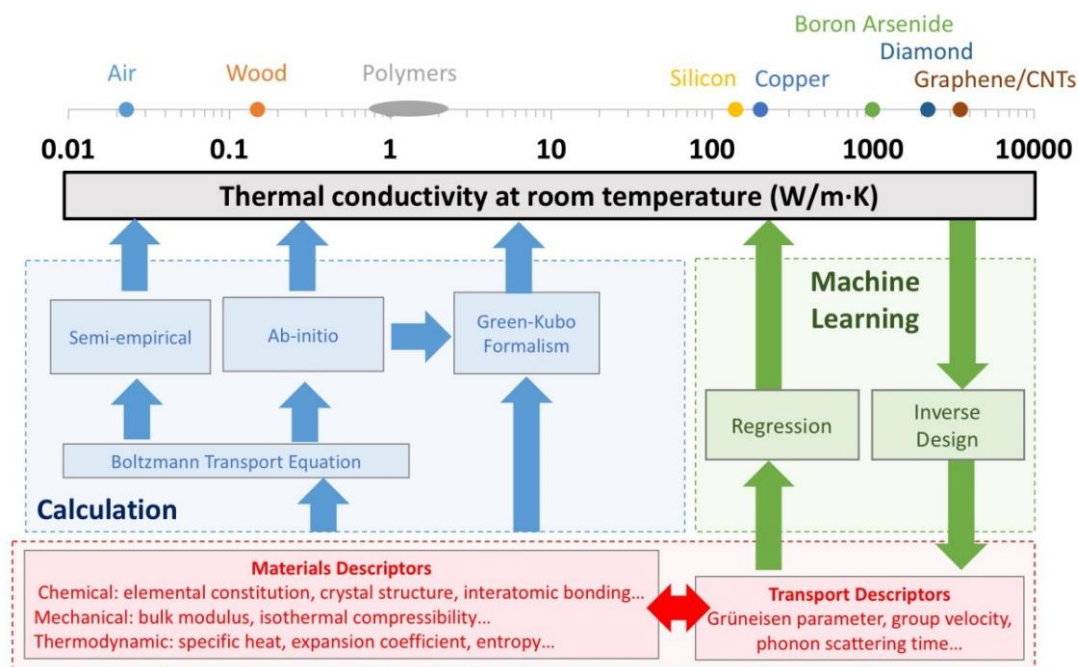 Boron Arsenide
Air
Wood
Polymers
Silicon
Copper
Diamond
Graphene/CNTs
0.01 0.1 1 10 100 1000 10000
Thermal conductivity at room temperature (W/m·K)
Semi-empirical
Ab-initio
Green-Kubo
Formalism
Boltzmann Transport Equation
Calculation
Machine
Learning
Regression
Inverse
Design
Materials Descriptors
Chemical: elemental constitution, crystal structure, interatomic bonding...
Mechanical: bulk modulus, isothermal compressibility...
Thermodynamic: specific heat, expansion coefficient, entropy...
Transport Descriptors
Grüneisen parameter, group velocity,
phonon scattering time...